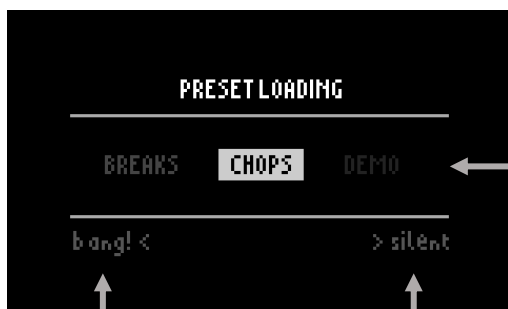 PRESET LOADING
BREAKS CHOPS DEMO
bang! < > silent